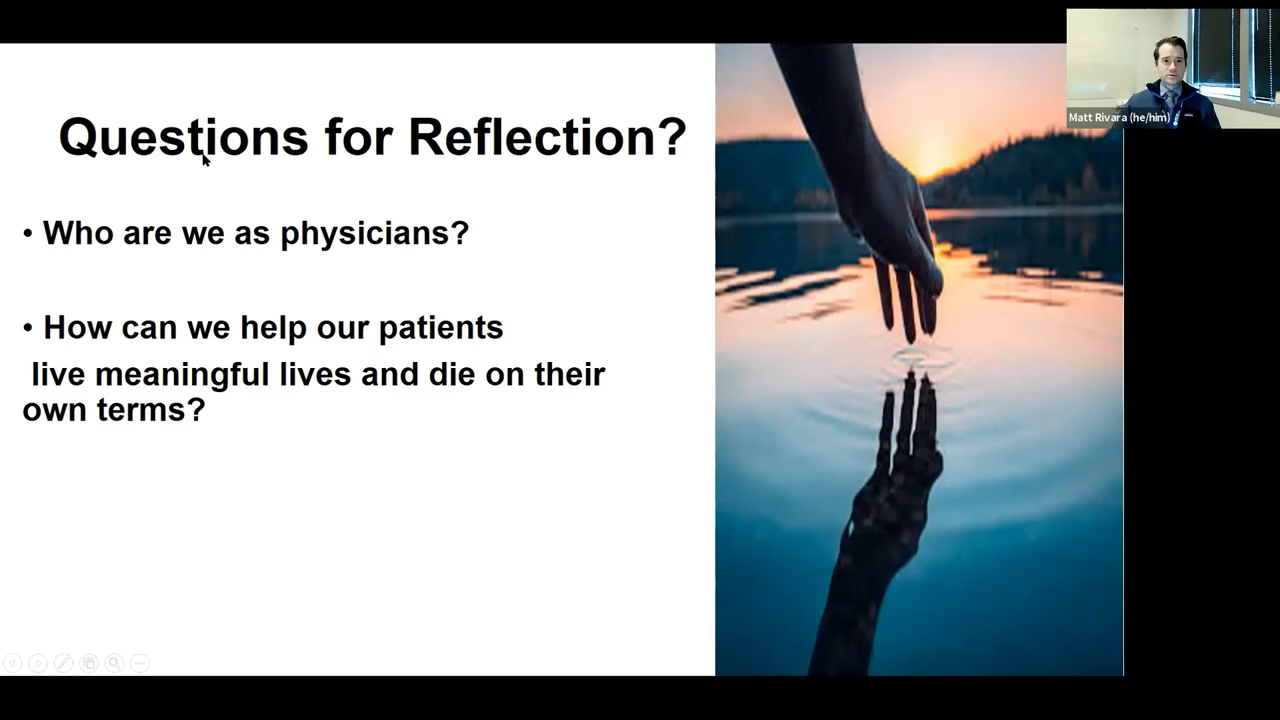 Matt Rivara (he/him)
Questions for Reflection?
• Who are we as physicians?
• How can we help our patients
live meaningful lives and die on their
own terms?